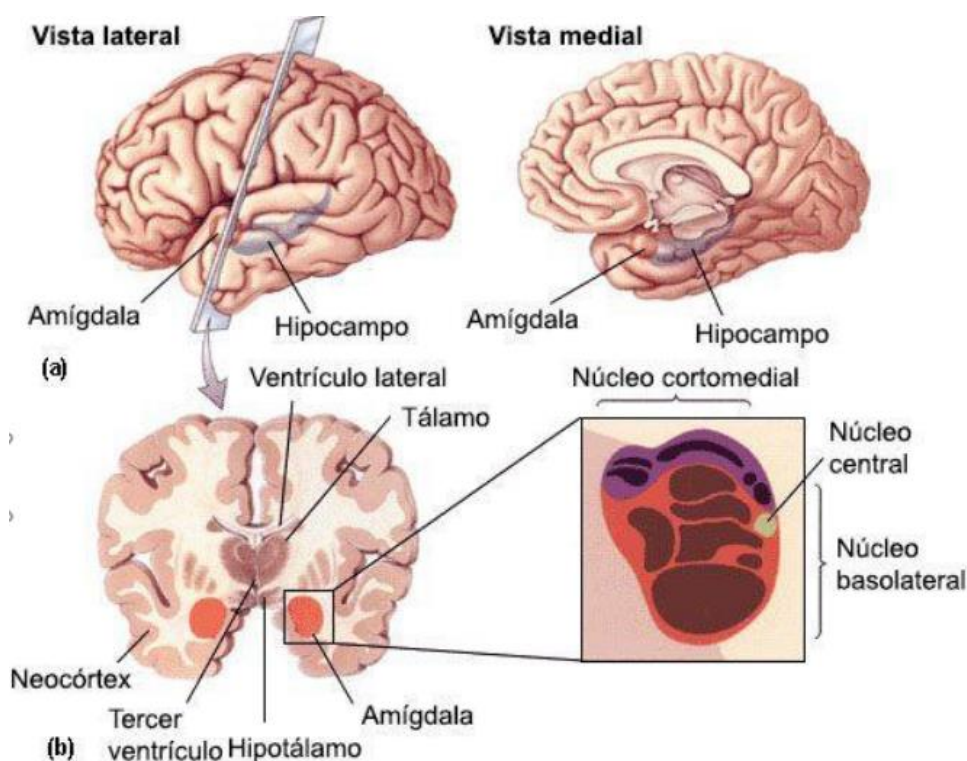 Vista lateral
Vista medial
Amígdala
Hipocampo
Amígdala
Hipocampo
(a)
Ventrículo lateral
Tálamo
Núcleo cortomedial
Núcleo
central
Núcleo
basolateral
Neocórtex
Tercer
ventrículo
Hipotálamo
Amígdala
(b)